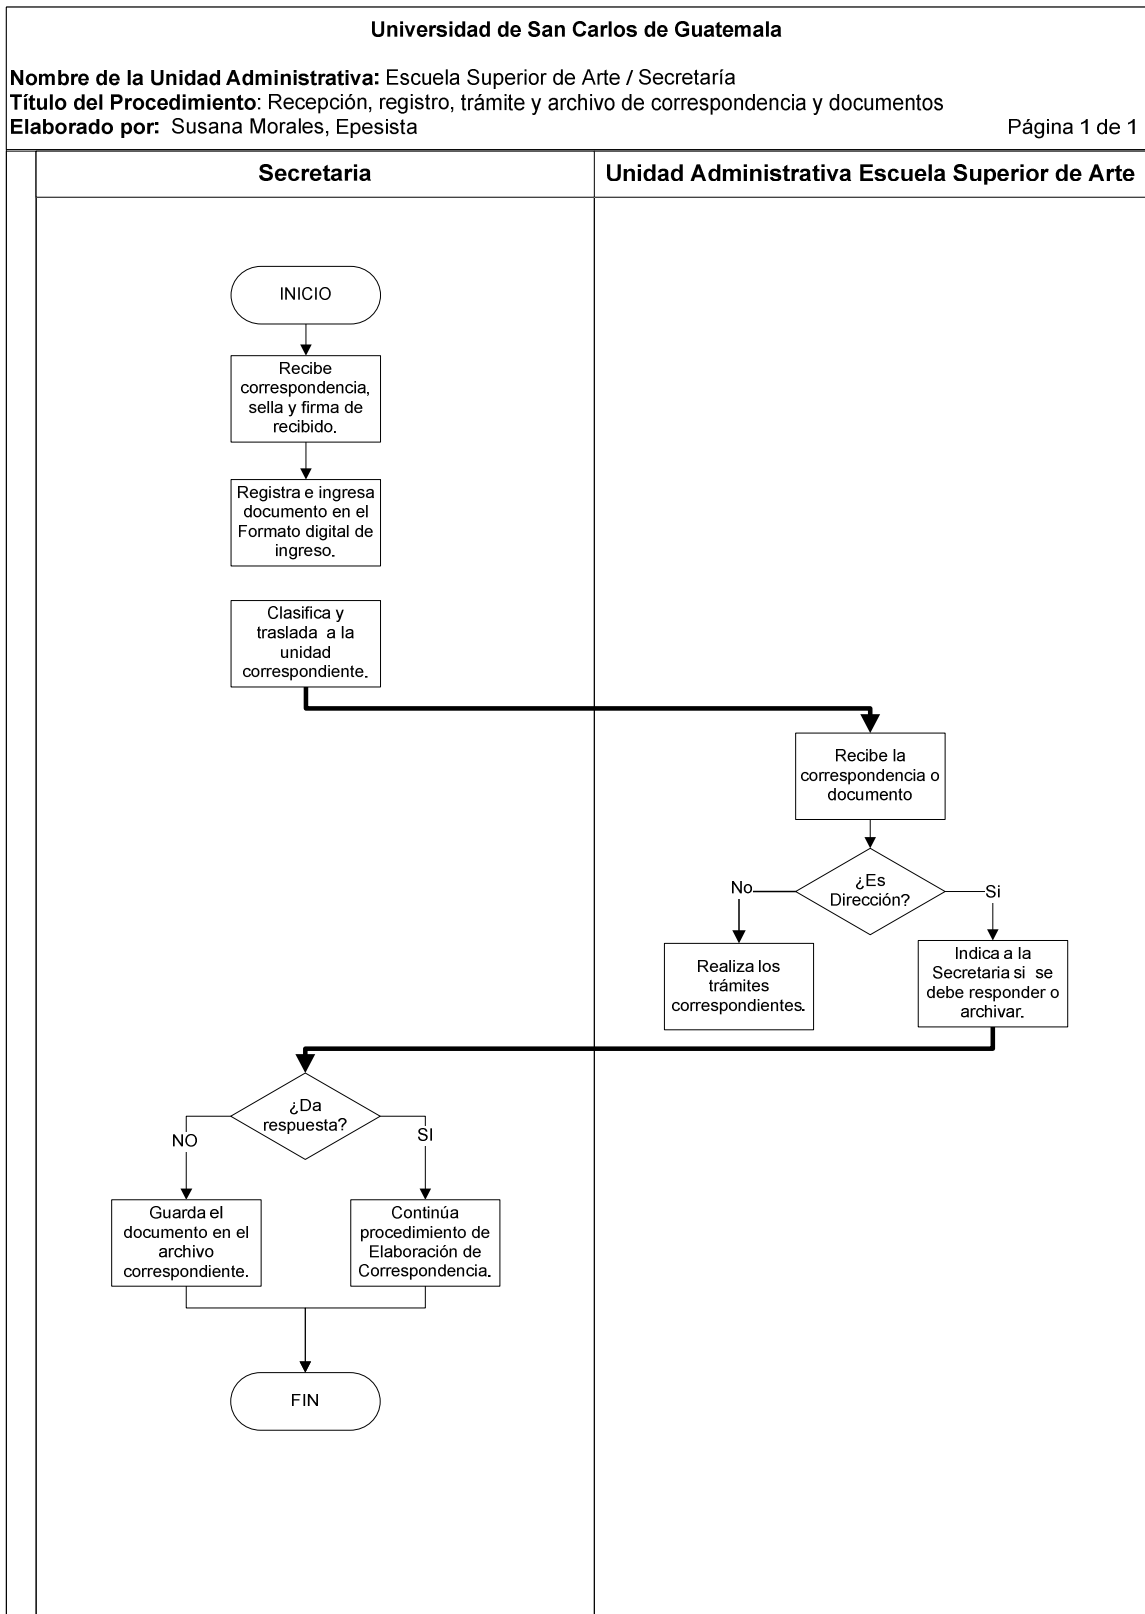 Universidad de San Carlos de Guatemala
Nombre de la Unidad Administrativa: Escuela Superior de Arte / Secretaría
Título del Procedimiento: Recepción, registro, trámite y archivo de correspondencia y documentos
Elaborado por: Susana Morales, Epesista
Página 1 de 1
Secretaria
Unidad Administrativa Escuela Superior de Arte
INICIO
Recibe
correspondencia,
sella y firma de
recibido.
Registra e ingresa
documento en el
Formato digital de
ingreso.
Clasifica y
traslada a la
unidad
correspondiente.
Recibe la
correspondencia o
documento
¿Es
Dirección?
No
Si
Realiza los
trámites
correspondientes.
Indica a la
Secretaria si se
debe responder o
archivar.
¿Da
respuesta?
NO
SI
Guarda el
documento en el
archivo
correspondiente.
Continúa
procedimiento de
Elaboración de
Correspondencia.
FIN